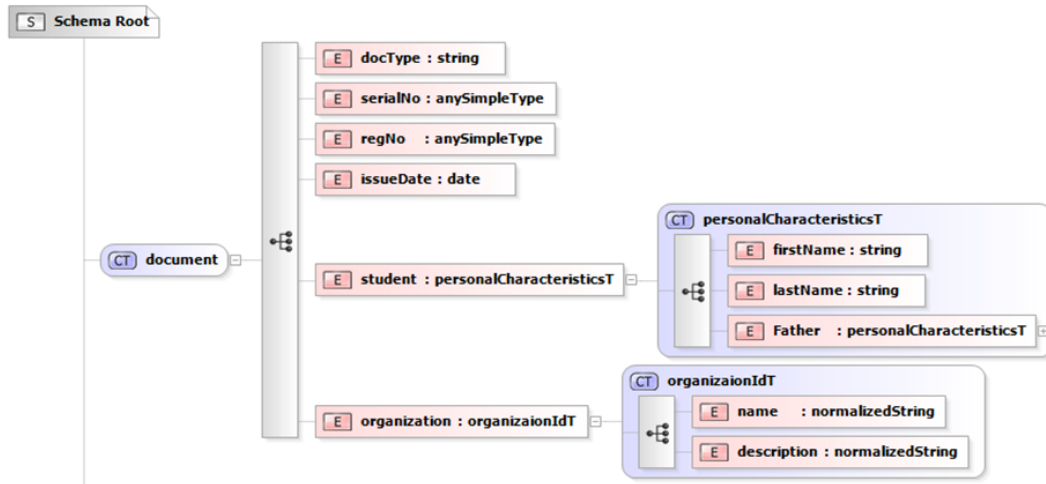 S Schema Root
E docType : string
E serialNo : anySimpleType
E regNo : anySimpleType
E issueDate : date
CT personalCharacteristicsT
E firstName : string
CT document
E student : personalCharacteristicsT
E lastName : string
E Father : personalCharacteristicsT
CT organizaionIdT
E organization : organizaionIdT
E name : normalizedString
E description : normalizedString